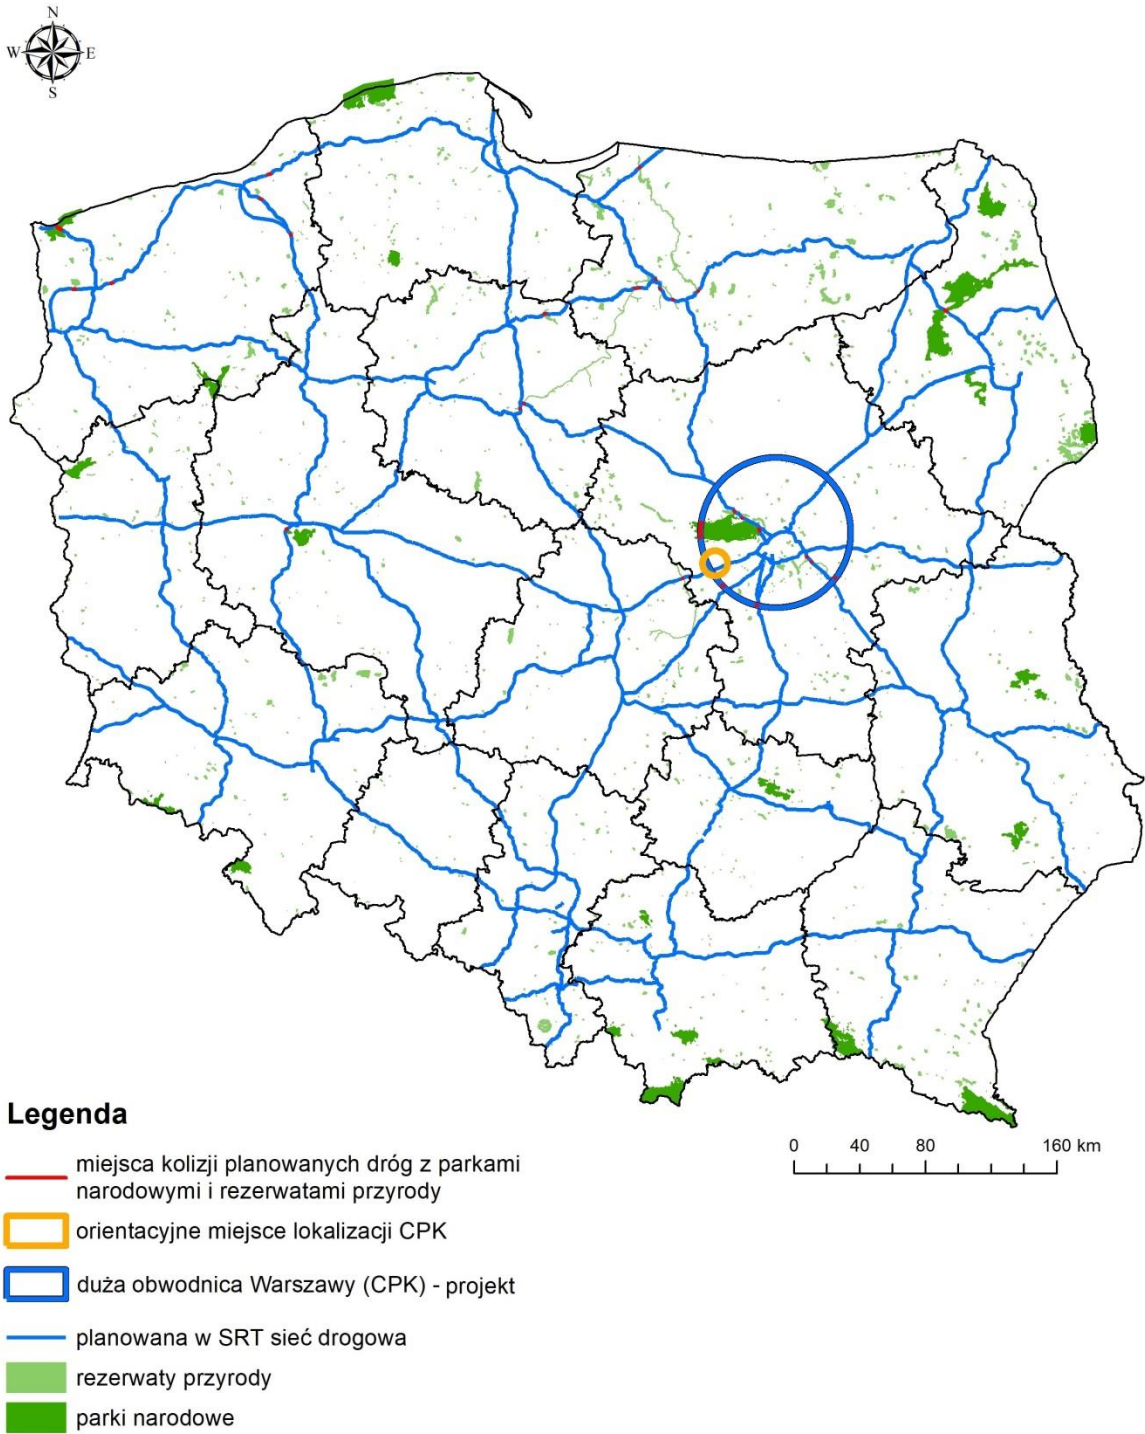 N
W E
S
Legenda
miejsca kolizji planowanych dróg z parkami
narodowymi i rezerwatami przyrody
orientacyjne miejsce lokalizacji CPK
duża obwodnica Warszawy (CPK) - projekt
planowana w SRT sieć drogowa
rezerwaty przyrody
parki narodowe
0 40 80 160 km